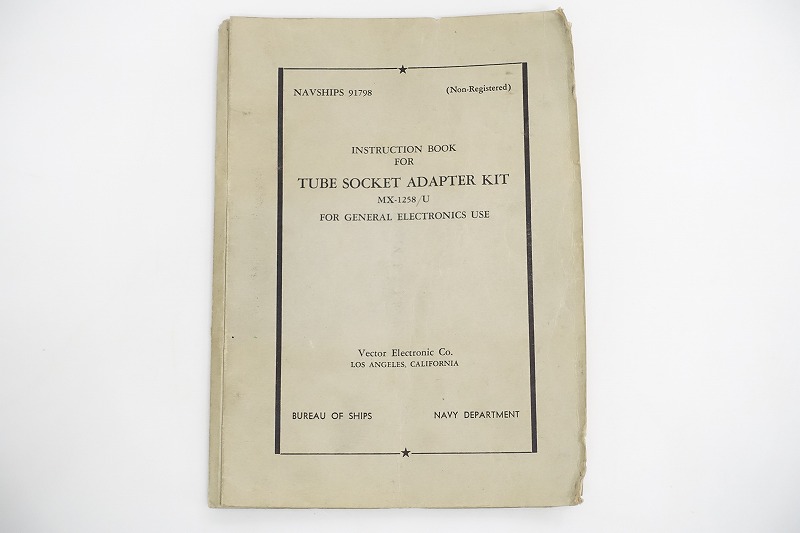 NAVSHIPS 91798 (Non-Registered)
INSTRUCTION BOOK
FOR
TUBE SOCKET ADAPTER KIT
MX-1258/U
FOR GENERAL ELECTRONICS USE
Vector Electronic Co.
LOS ANGELES, CALIFORNIA
BUREAU OF SHIPS NAVY DEPARTMENT